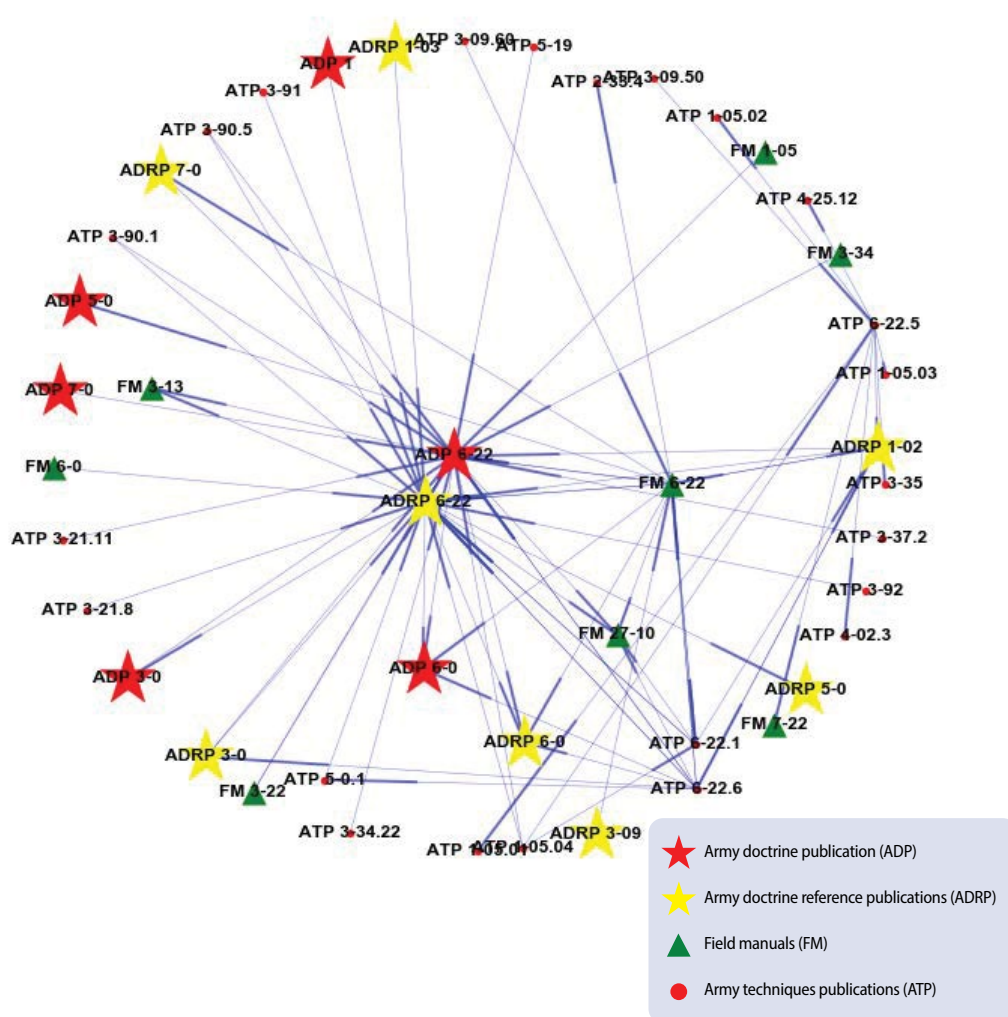 ADRP 1-03
ATP 3-09.60
ATP 5-19
ADP 1
ATP 3-91
ATP 2-33.4
ATP 3-09.50
ATP 1-05.02
ATP 3-90.5
FM 1-05
ADRP 7-0
ATP 4-25.12
ATP 3-90.1
FM 3-34
ADP 5-0
ATP 6-22.5
ATP 1-05.03
ADP 7-0
FM 3-13
ADRP 1-02
ADP 6-22
FM 6-0
FM 6-22
ATP 3-35
ADRP 6-22
ATP 3-21.11
ATP 3-37.2
ATP 3-92
ATP 3-21.8
FM 27-10
ATP 4-02.3
ADP 3-0
ADP 6-0
ADRP 5-0
FM 7-22
ADRP 3-0
ADRP 6-0
ATP 6-22.1
FM 3-22
ATP 5-0.1
ATP 6-22.6
ATP 3-34.22
ATP 1-05.01
ATP 1-05.04
ADRP 3-09
Army doctrine publication (ADP)
Army doctrine reference publications (ADRP)
Field manuals (FM)
Army techniques publications (ATP)